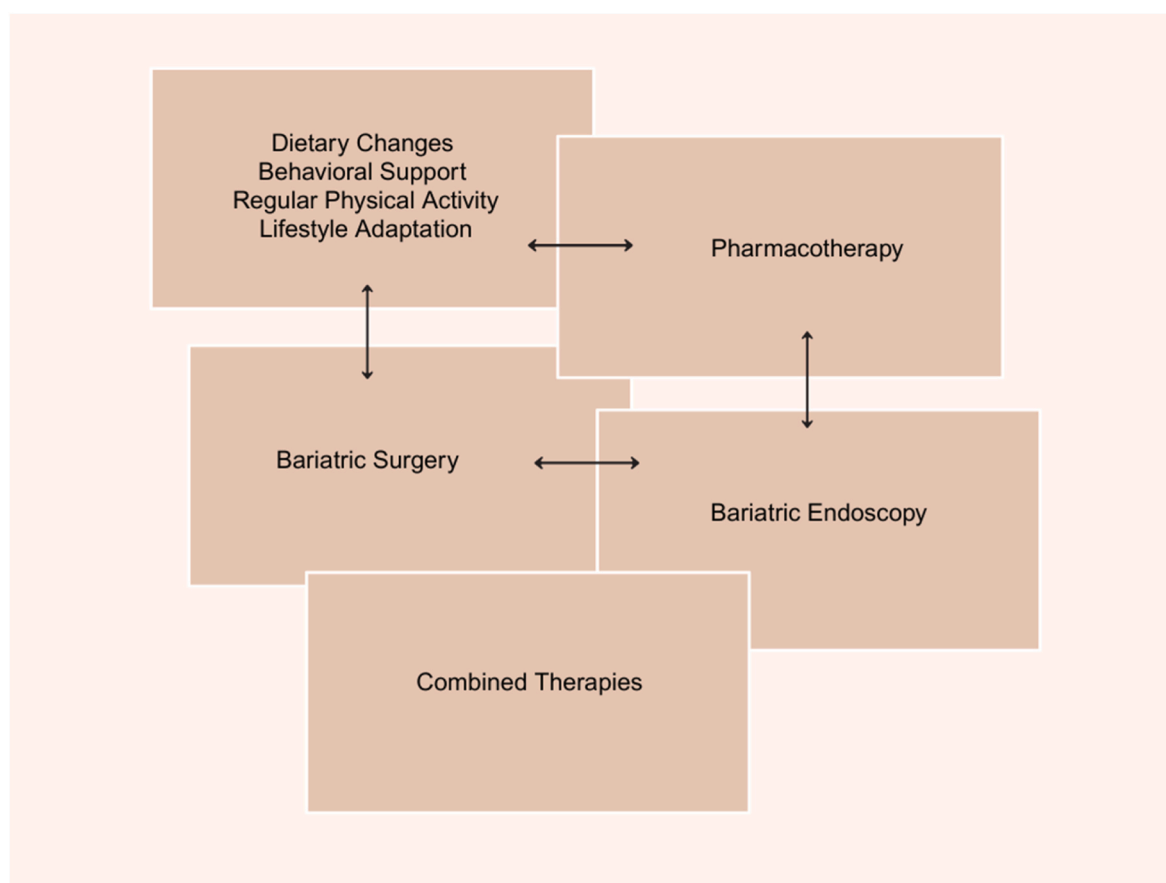 Dietary Changes
Behavioral Support
Regular Physical Activity
Lifestyle Adaptation
Pharmacotherapy
Bariatric Surgery
Bariatric Endoscopy
Combined Therapies